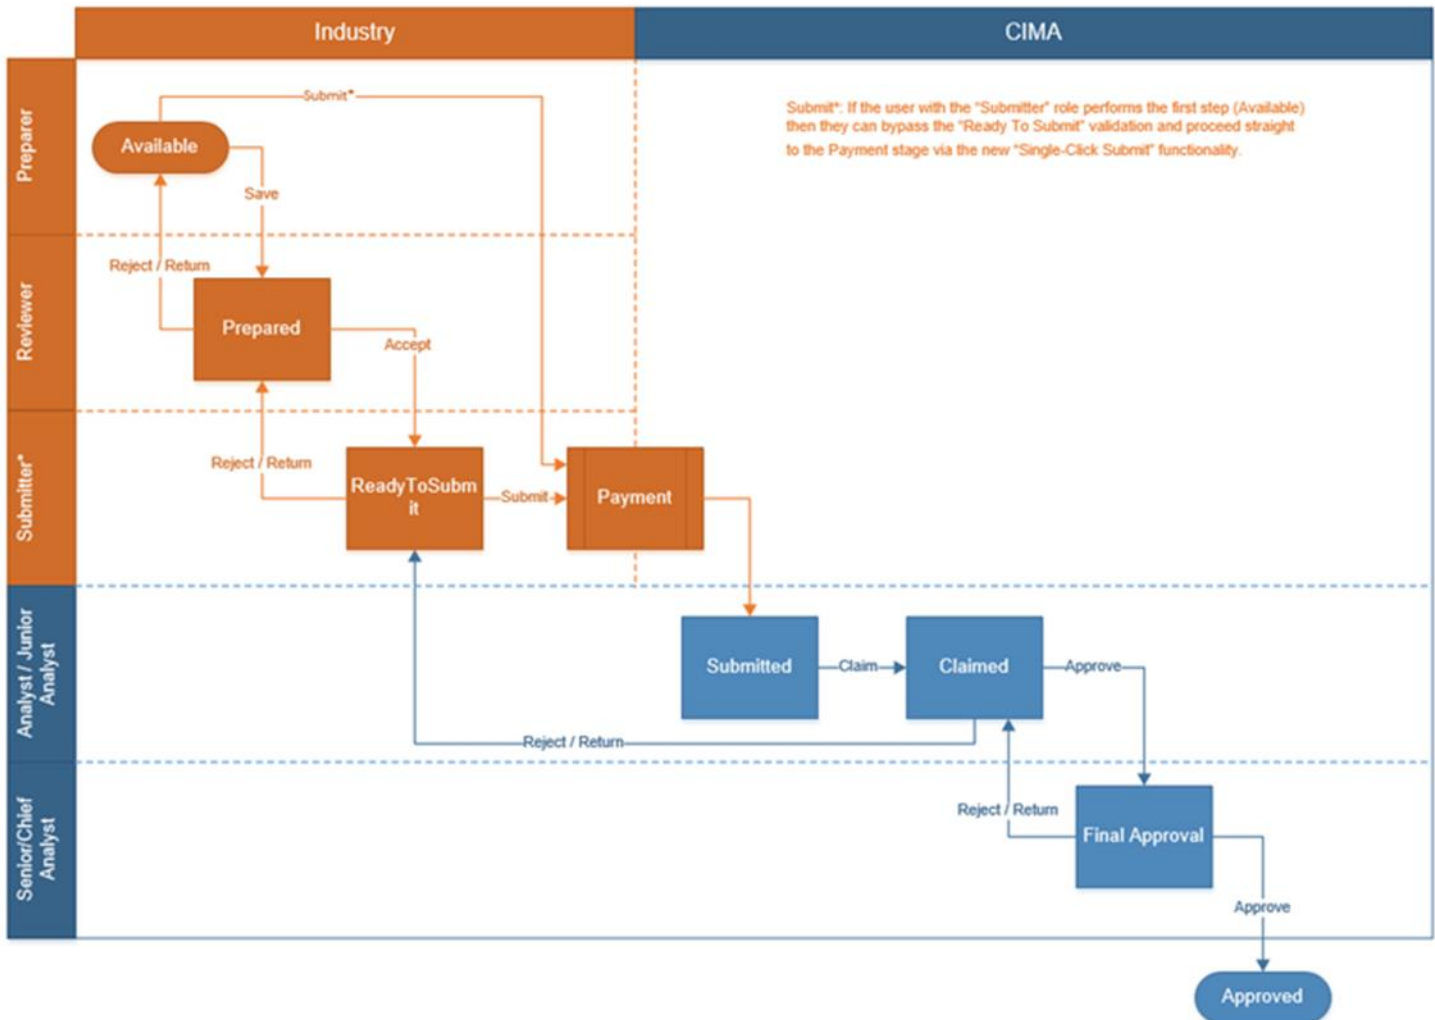 Industry
CIMA
Preparer
Submit*
Submit*: If the user with the "Submitter" role performs the first step (Available)
then they can bypass the "Ready To Submit" validation and proceed straight
to the Payment stage via the new "Single-Click Submit" functionality.
Available
Save
Reviewer
Reject / Return
Prepared
Accept
Submitter*
Reject / Return
ReadyToSubm
it
Submit
Payment
Analyst / Junior
Analyst
Submitted
Claim
Claimed
Approve
Reject / Return
Senior/Chief
Analyst
Reject / Return
Final Approval
Approve
Approved